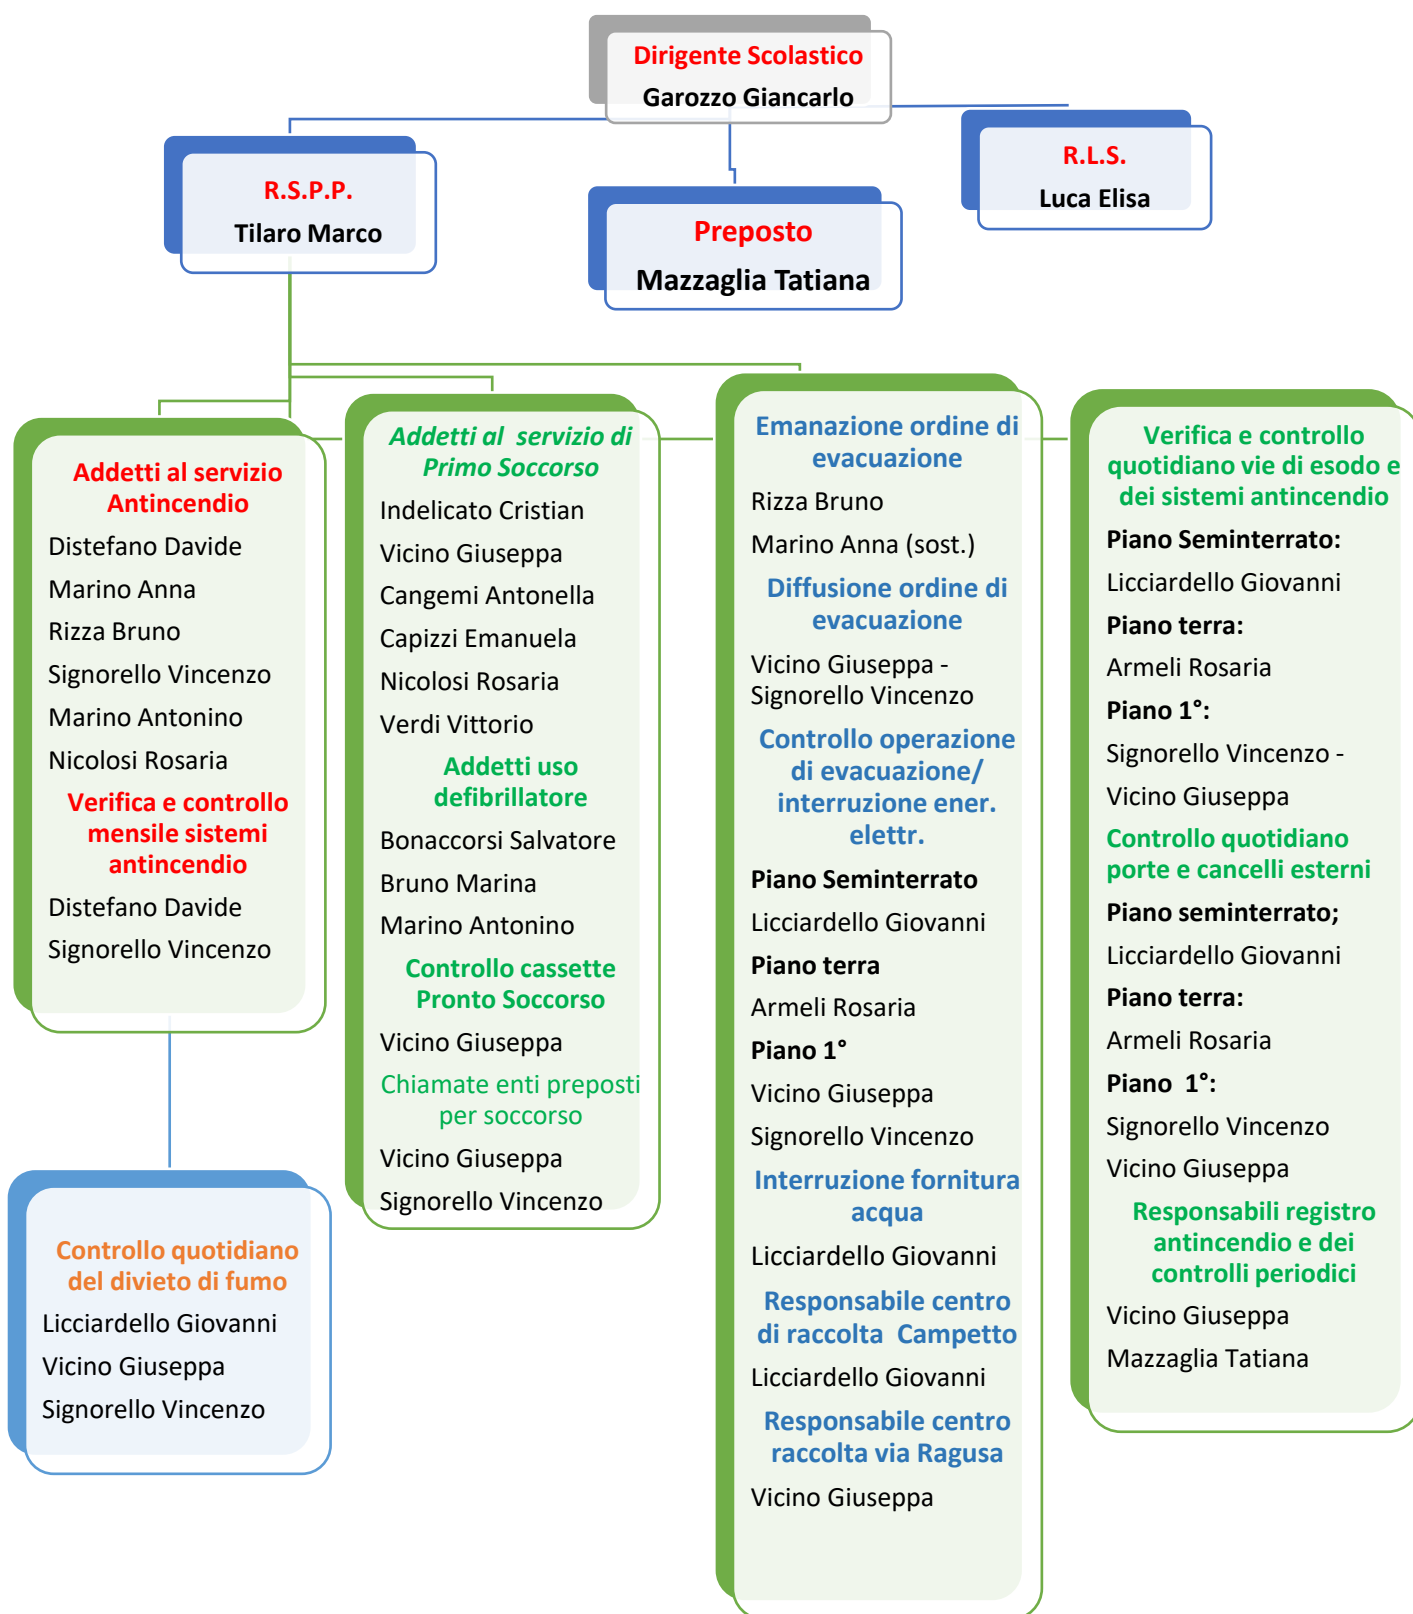 Dirigente Scolastico
Garozzo Giancarlo
R.S.P.P.
Tilaro Marco
Preposto
Mazzaglia Tatiana
R.L.S.
Luca Elisa
Addetti al servizio
Antincendio
Distefano Davide
Marino Anna
Rizza Bruno
Signorello Vincenzo
Marino Antonino
Nicolosi Rosaria
Verifica e controllo
mensile sistemi
antincendio
Distefano Davide
Signorello Vincenzo
Controllo quotidiano
del divieto di fumo
Licciardello Giovanni
Vicino Giuseppa
Signorello Vincenzo
Addetti al  servizio di
Primo Soccorso
Indelicato Cristian
Vicino Giuseppa
Cangemi Antonella
Capizzi Emanuela
Nicolosi Rosaria
Verdi Vittorio
Addetti uso
defibrillatore
Bonaccorsi Salvatore
Bruno Marina
Marino Antonino
Controllo cassette
Pronto Soccorso
Vicino Giuseppa
Chiamate enti preposti
per soccorso
Vicino Giuseppa
Signorello Vincenzo
Emanazione ordine di
evacuazione
Rizza Bruno
Marino Anna (sost.)
Diffusione ordine di
evacuazione
Vicino Giuseppa -
Signorello Vincenzo
Controllo operazione
di evacuazione/
interruzione ener.
elettr.
Piano Seminterrato
Licciardello Giovanni
Piano terra
Armeli Rosaria
Piano 1°
Vicino Giuseppa
Signorello Vincenzo
Interruzione fornitura
acqua
Licciardello Giovanni
Responsabile centro
di raccolta  Campetto
Licciardello Giovanni
Responsabile centro
raccolta via Ragusa
Vicino Giuseppa
Verifica e controllo
quotidiano vie di esodo e
dei sistemi antincendio
Piano Seminterrato:
Licciardello Giovanni
Piano terra:
Armeli Rosaria
Piano 1°:
Signorello Vincenzo -
Vicino Giuseppa
Controllo quotidiano
porte e cancelli esterni
Piano seminterrato;
Licciardello Giovanni
Piano terra:
Armeli Rosaria
Piano  1°:
Signorello Vincenzo
Vicino Giuseppa
Responsabili registro
antincendio e dei
controlli periodici
Vicino Giuseppa
Mazzaglia Tatiana